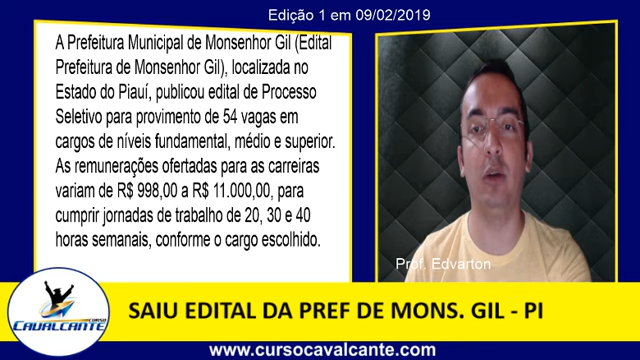 Edição 1 em 09/02/2019
A Prefeitura Municipal de Monsenhor Gil (Edital
Prefeitura de Monsenhor Gil), localizada no
Estado do Piauí, publicou edital de Processo
Seletivo para provimento de 54 vagas em
cargos de níveis fundamental, médio e superior.
As remunerações ofertadas para as carreiras
variam de R$ 998,00 a R$ 11.000,00, para
cumprir jornadas de trabalho de 20, 30 e 40
horas semanais, conforme o cargo escolhido.
Prof. Edvarton
CURSO
CAVALCANTE
SAIU EDITAL DA PREF DE MONS. GIL - PI
www.cursocavalcante.com